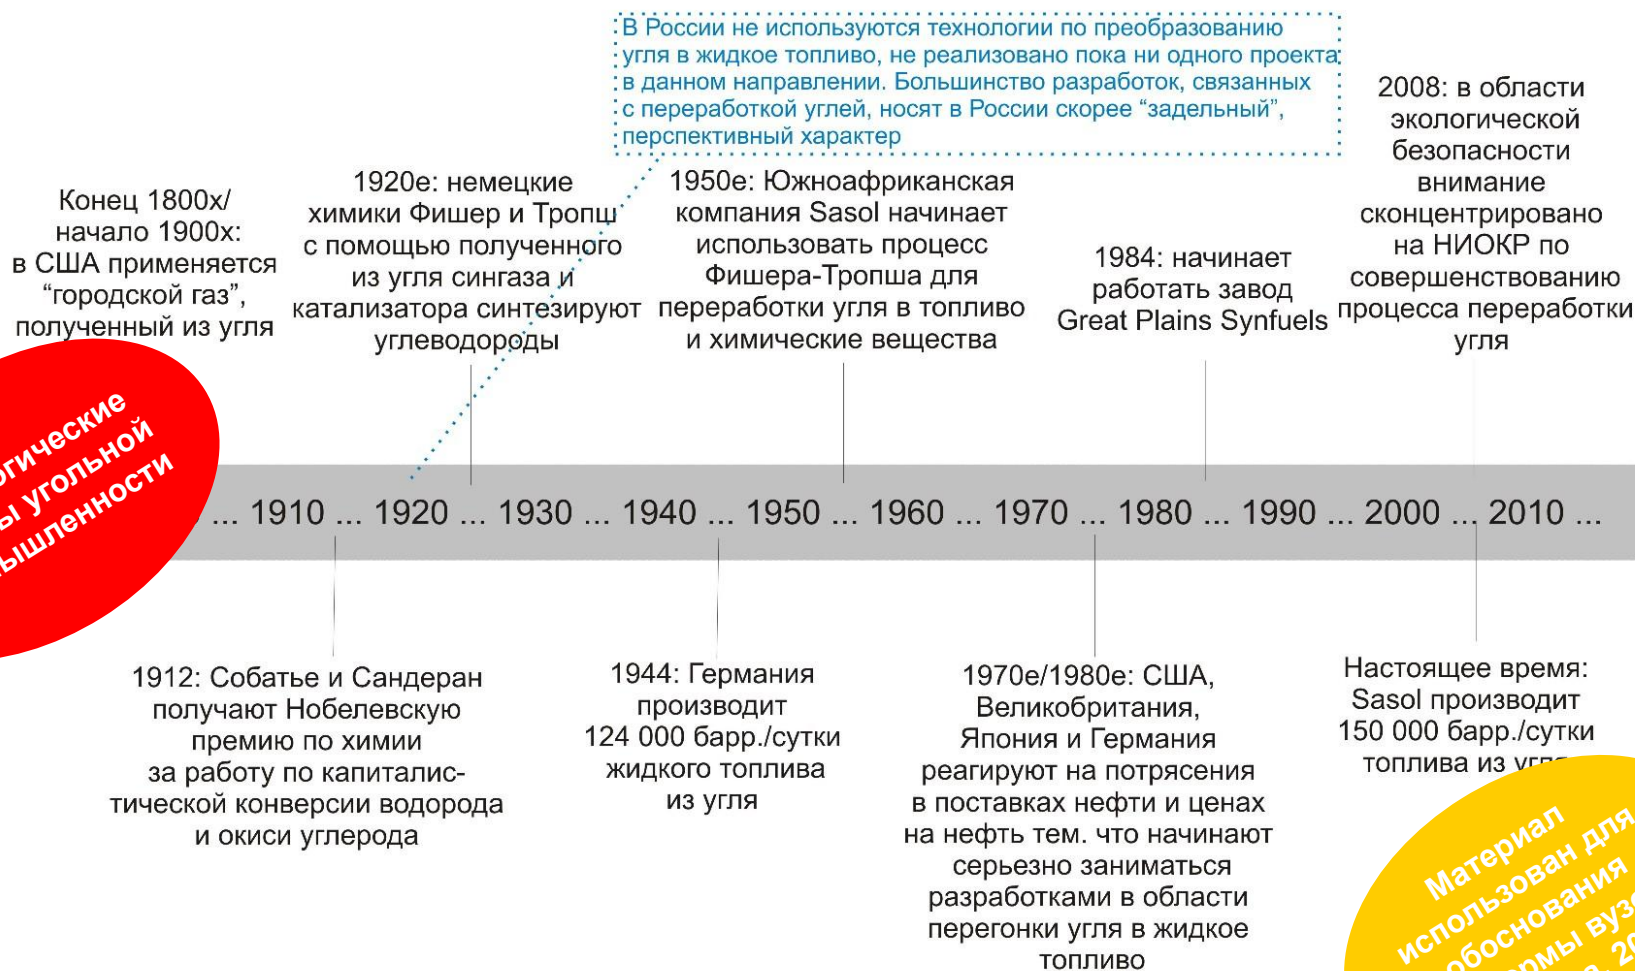 В России не используются технологии по преобразованию
угля в жидкое топливо, не реализовано пока ни одного проекта
в данном направлении. Большинство разработок, связанных
с переработкой углей, носят в России скорее “задельный”,
перспективный характер
Конец 1800х/
начало 1900х:
в США применяется
“городской газ”,
полученный из угля
1920е: немецкие
химики Фишер и Тропш
с помощью полученного
из угля сингаза и
катализатора синтезируют
углеводороды
1950е: Южноафриканская
компания Sasol начинает
использовать процесс
Фишера-Тропша для
переработки угля в топливо
и химические вещества
1984: начинает
работать завод
Great Plains Synfuels
2008: в области
экологической
безопасности
внимание
сконцентрировано
на НИОКР по
совершенствованию
процесса переработки
угля
угольной
... 1910 ... 1920 ... 1930 ... 1940 ... 1950 ... 1960 ... 1970 ... 1980 ... 1990 ... 2000 ... 2010 ...
1912: Собатье и Сандеран
получают Нобелевскую
премию по химии
за работу по капиталис-
тической конверсии водорода
и окиси углерода
1944: Германия
производит
124 000 барр./сутки
жидкого топлива
из угля
1970е/1980е: США,
Великобритания,
Япония и Германия
реагируют на потрясения
в поставках нефти и ценах
на нефть тем. что начинают
серьезно заниматься
разработками в области
перегонки угля в жидкое
топливо
Настоящее время:
Sasol производит
150 000 барр./сутки
топлива из угля
Материал
использован для
обоснования